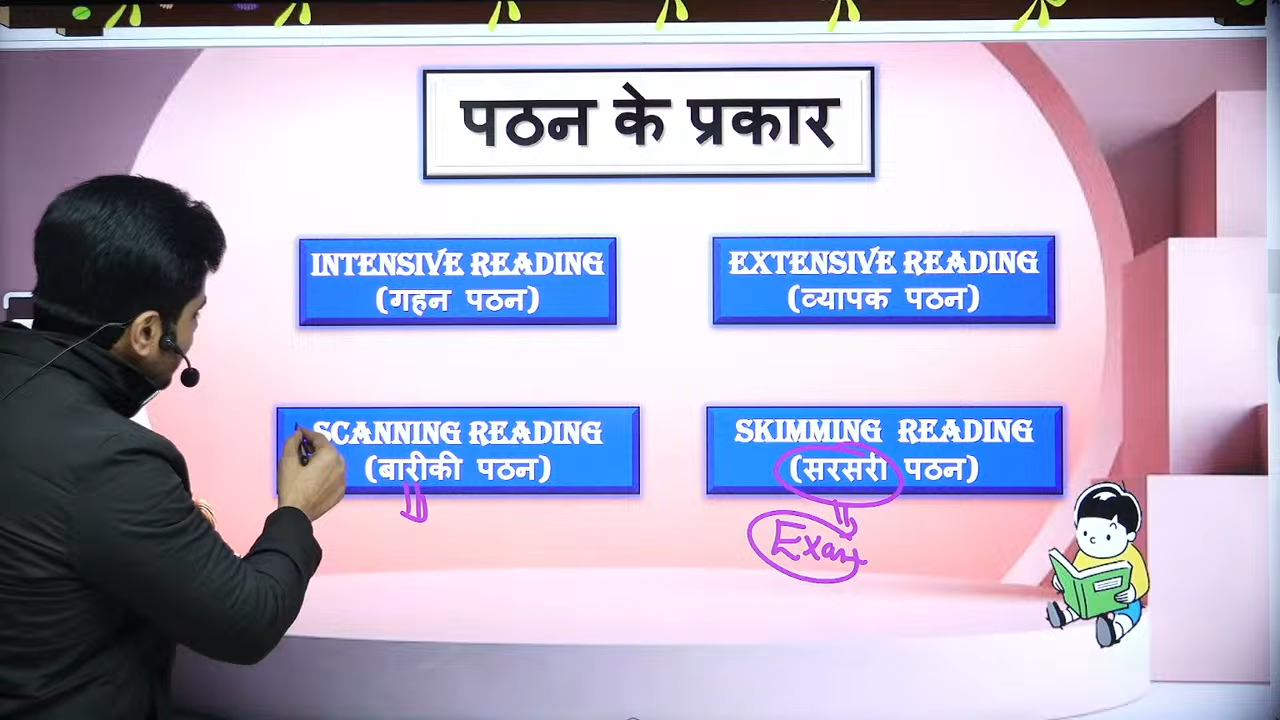 पठन के प्रकार
INTENSIVE READING
(गहन पठन)
EXTENSIVE READING
(व्यापक पठन)
SCANNING READING
(बारीकी पठन)
SKIMMING READING
(सरसरी पठन)
Exam